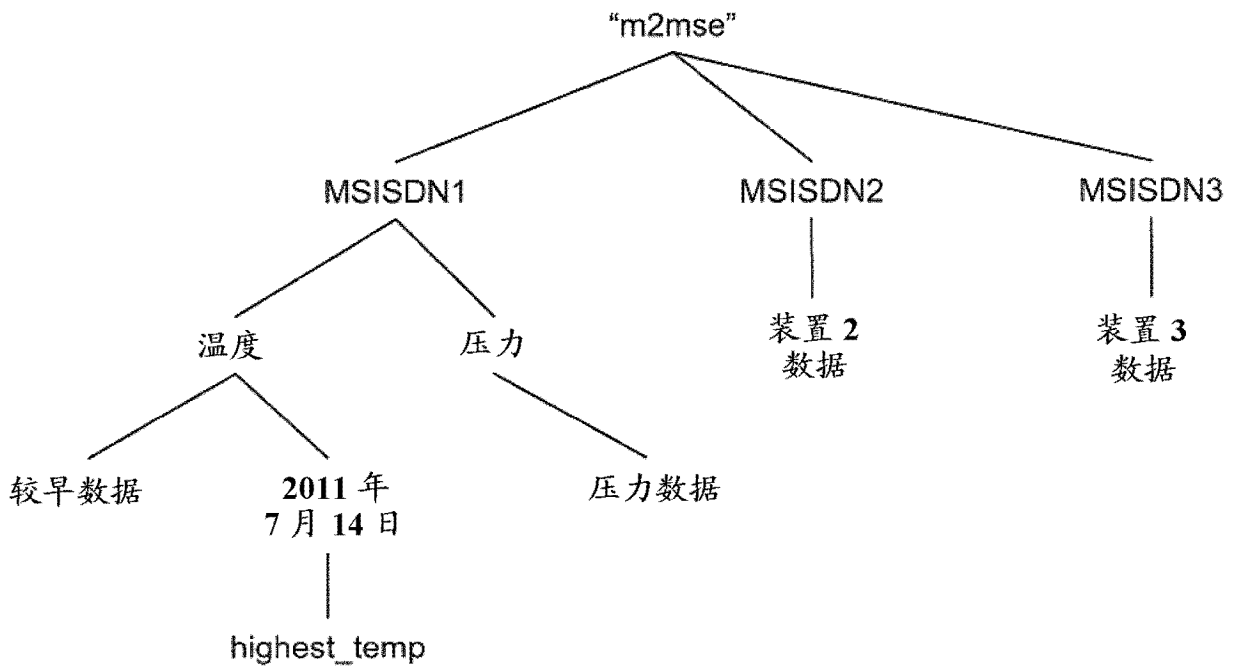 “m2mse”
MSISDN1
MSISDN2
MSISDN3
温度
压力
装置 2
数据
装置 3
数据
较早数据
2011 年
7 月 14 日
压力数据
highest_temp